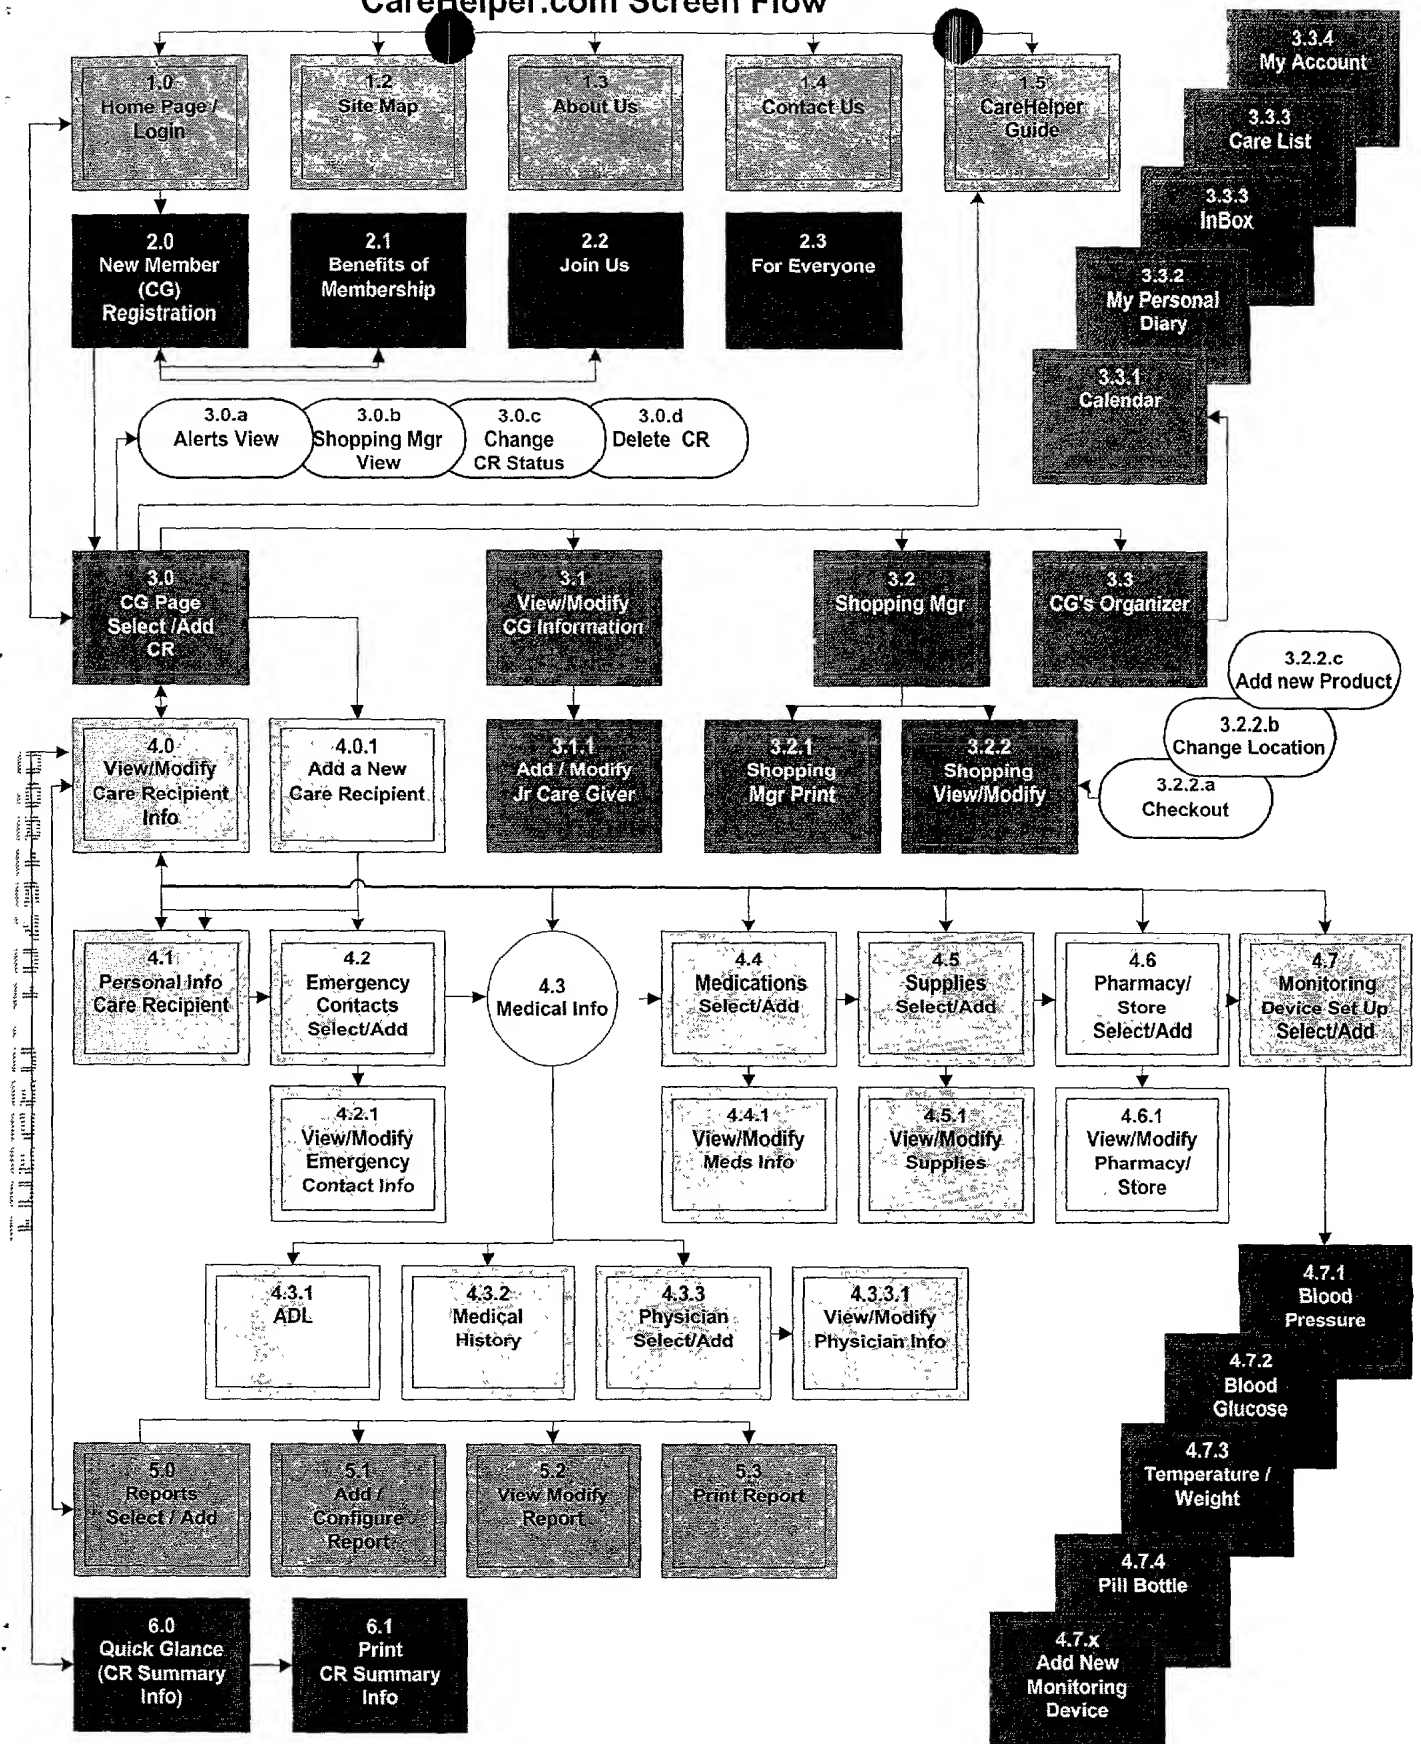 CareHelper.com Screen Flow
1.0
Home Page /
Login
1.2
Site Map
1.3
About Us
1.4
Contact Us
1.5
CareHelper
Guide
3.3.4
My Account
3.3.3
Care List
3.3.3
InBox
3.3.2
My Personal
Diary
3.3.1
Calendar
2.0
New Member
(CG)
Registration
2.1
Benefits of
Membership
2.2
Join Us
2.3
For Everyone
3.0.a
Alerts View
3.0.b
Shopping Mgr
View
3.0.c
Change
CR Status
3.0.d
Delete CR
3.0
CG Page
Select /Add
CR
3.1
View/Modify
CG Information
3.2
Shopping Mgr
3.3
CG's Organizer
3.2.2.c
Add new Product
3.2.2.b
Change Location
3.2.2.a
Checkout
4.0
View/Modify
Care Recipient
Info
4.0.1
Add a New
Care Recipient
3.1.1
Add / Modify
Jr Care Giver
3.2.1
Shopping
Mgr Print
3.2.2
Shopping
View/Modify
4.1
Personal Info
Care Recipient
4.2
Emergency
Contacts
Select/Add
4.3
Medical Info
4.4
Medications
Select/Add
4.5
Supplies
Select/Add
4.6
Pharmacy/
Store
Select/Add
4.7
Monitoring
Device Set Up
Select/Add
4.2.1
View/Modify
Emergency
Contact Info
4.4.1
View/Modify
Meds Info
4.5.1
View/Modify
Supplies
4.6.1
View/Modify
Pharmacy/
Store
4.3.1
ADL
4.3.2
Medical
History
4.3.3
Physician
Select/Add
4.3.3.1
View/Modify
Physician Info
4.7.1
Blood
Pressure
4.7.2
Blood
Glucose
4.7.3
Temperature /
Weight
4.7.4
Pill Bottle
4.7.x
Add New
Monitoring
Device
5.0
Reports
Select / Add
5.1
Add /
Configure
Report
5.2
View Modify
Report
5.3
Print Report
6.0
Quick Glance
(CR Summary
Info)
6.1
Print
CR Summary
Info